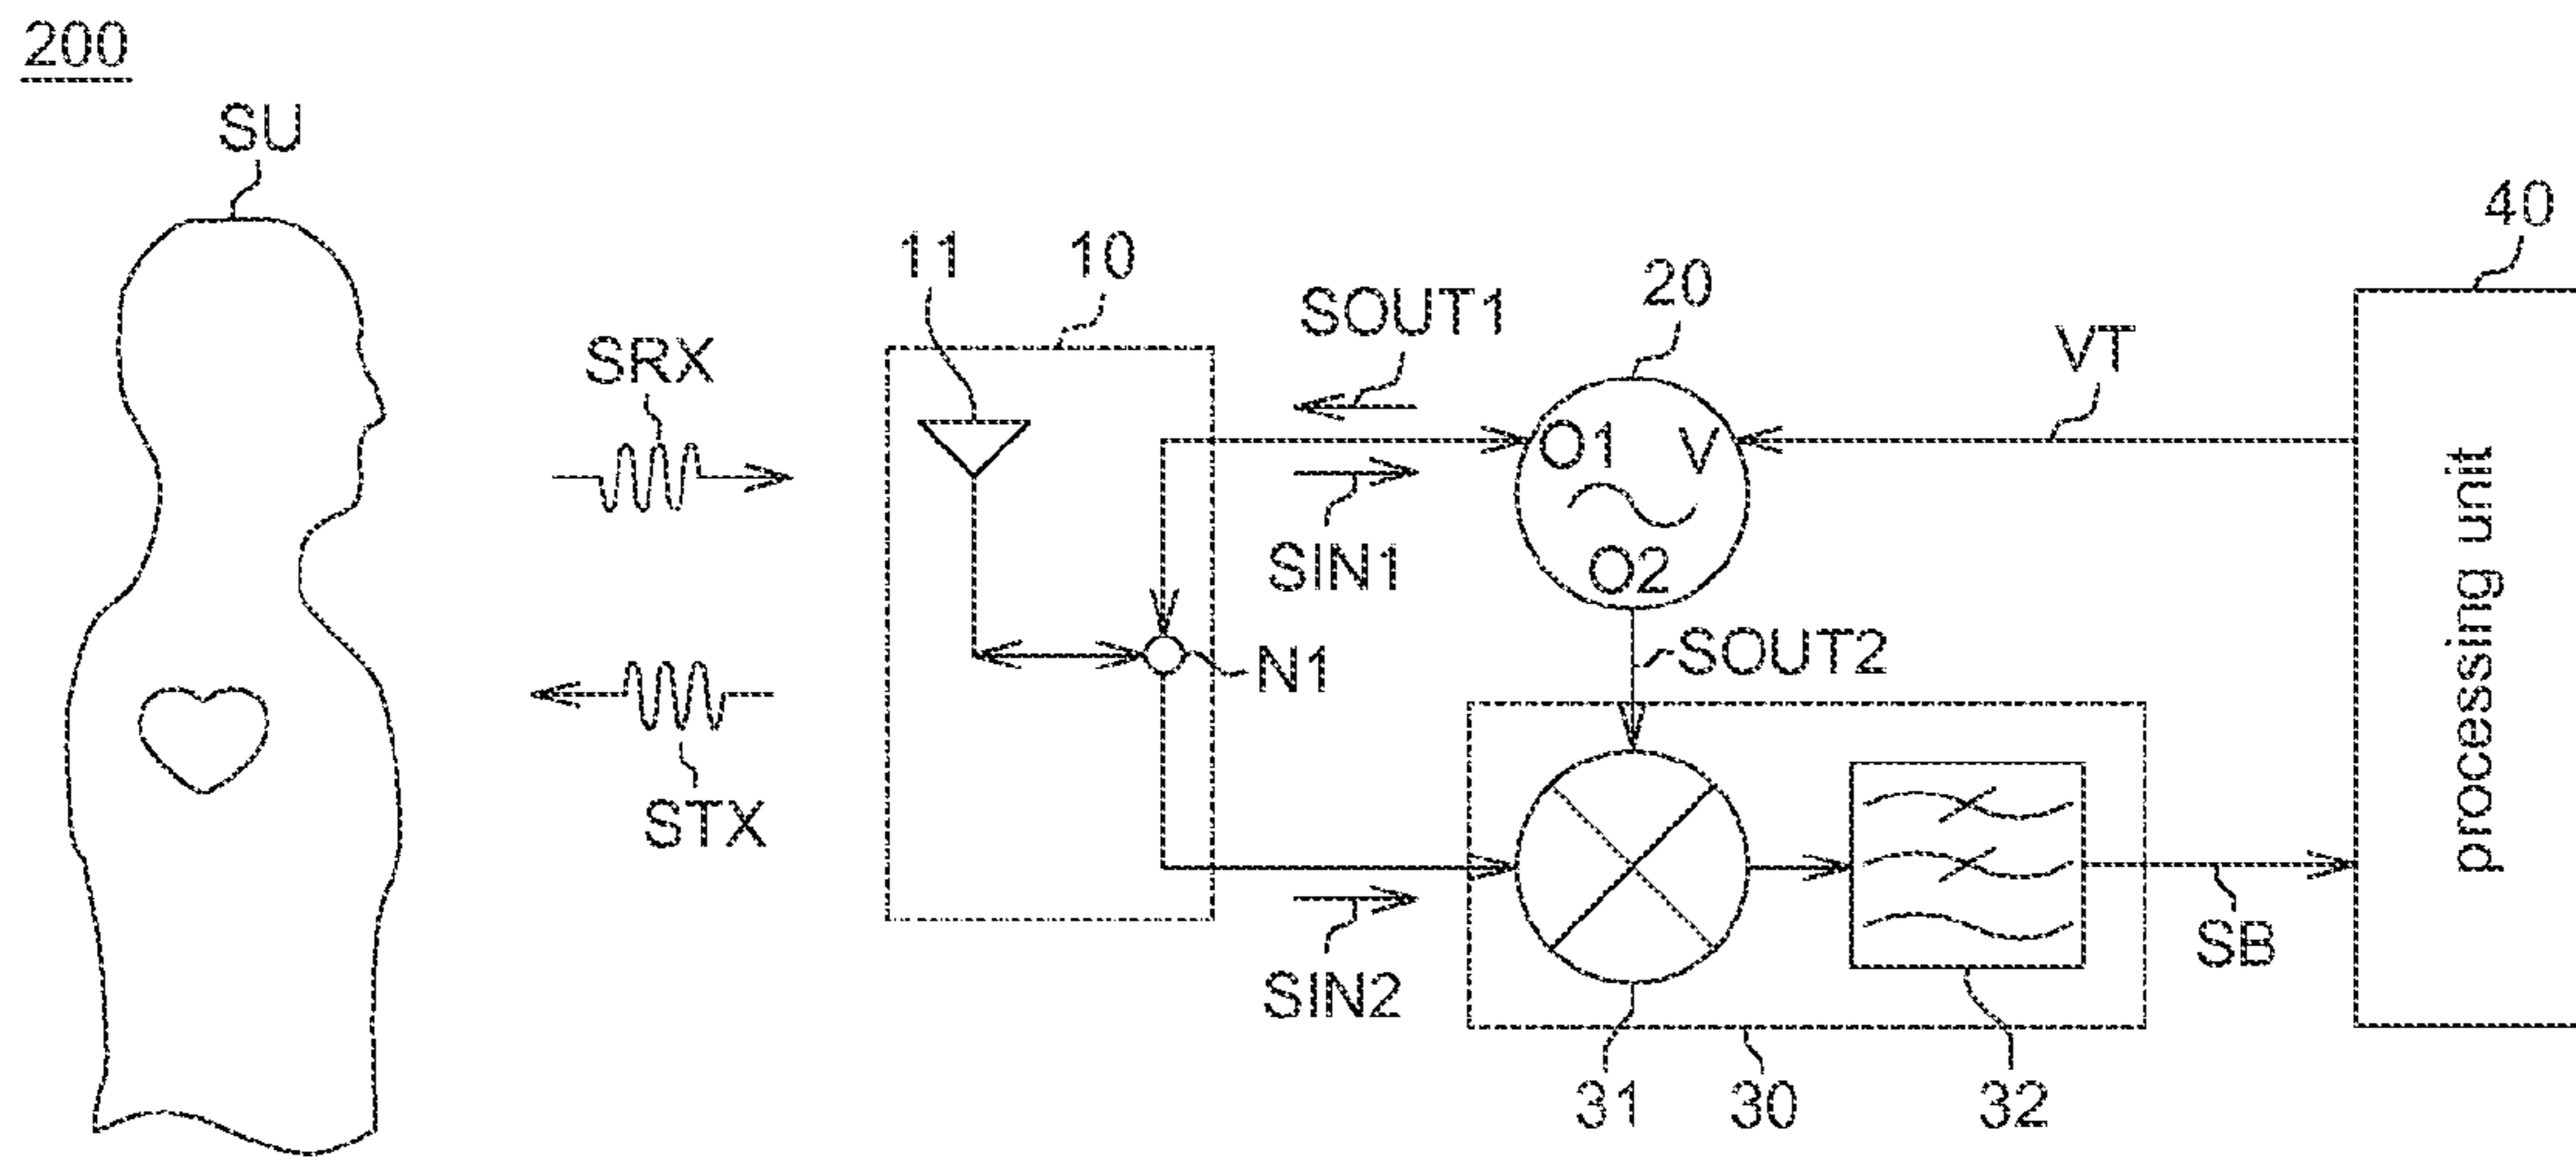 200
SU
SRX
STX
11
10
SOUT1
SIN1
20
O1
V
O2
VT
40
processing unit
N1
SOUT2
SIN2
SB
31
30
32